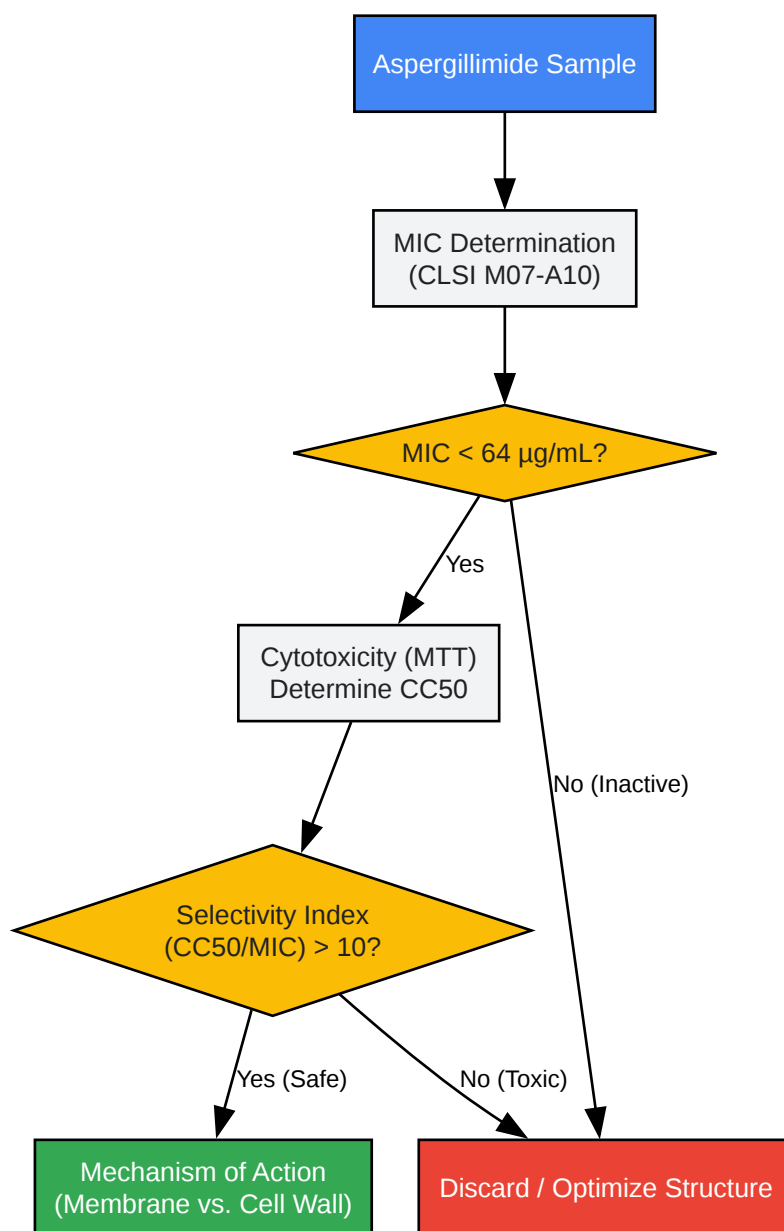 Aspergillimide Sample
MIC Determination
(CLSI M07-A10)
MIC < 64 µg/mL?
Yes
Cytotoxicity (MTT)
Determine CC50
No (Inactive)
Selectivity Index
(CC50/MIC) > 10?
Yes (Safe)
No (Toxic)
Mechanism of Action
(Membrane vs. Cell Wall)
Discard / Optimize Structure